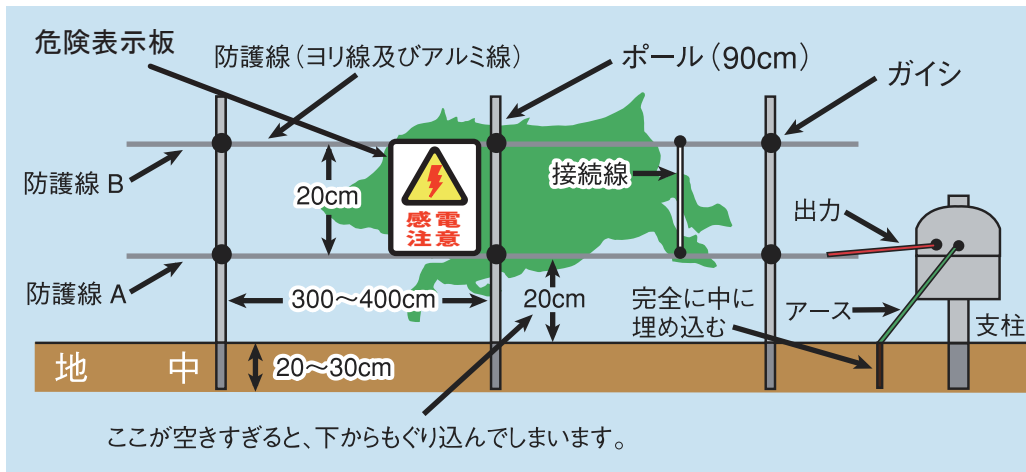 危険表示板
防護線（ヨリ線及びアルミ線）
ポール（90cm）
ガイシ
防護線 B
20cm
感電
注意
接続線
出力
防護線 A
300〜400cm
20cm
完全に中に
埋め込む
アース
支柱
地 中
20〜30cm
ここが空きすぎると、下からもぐり込んでしまいます。